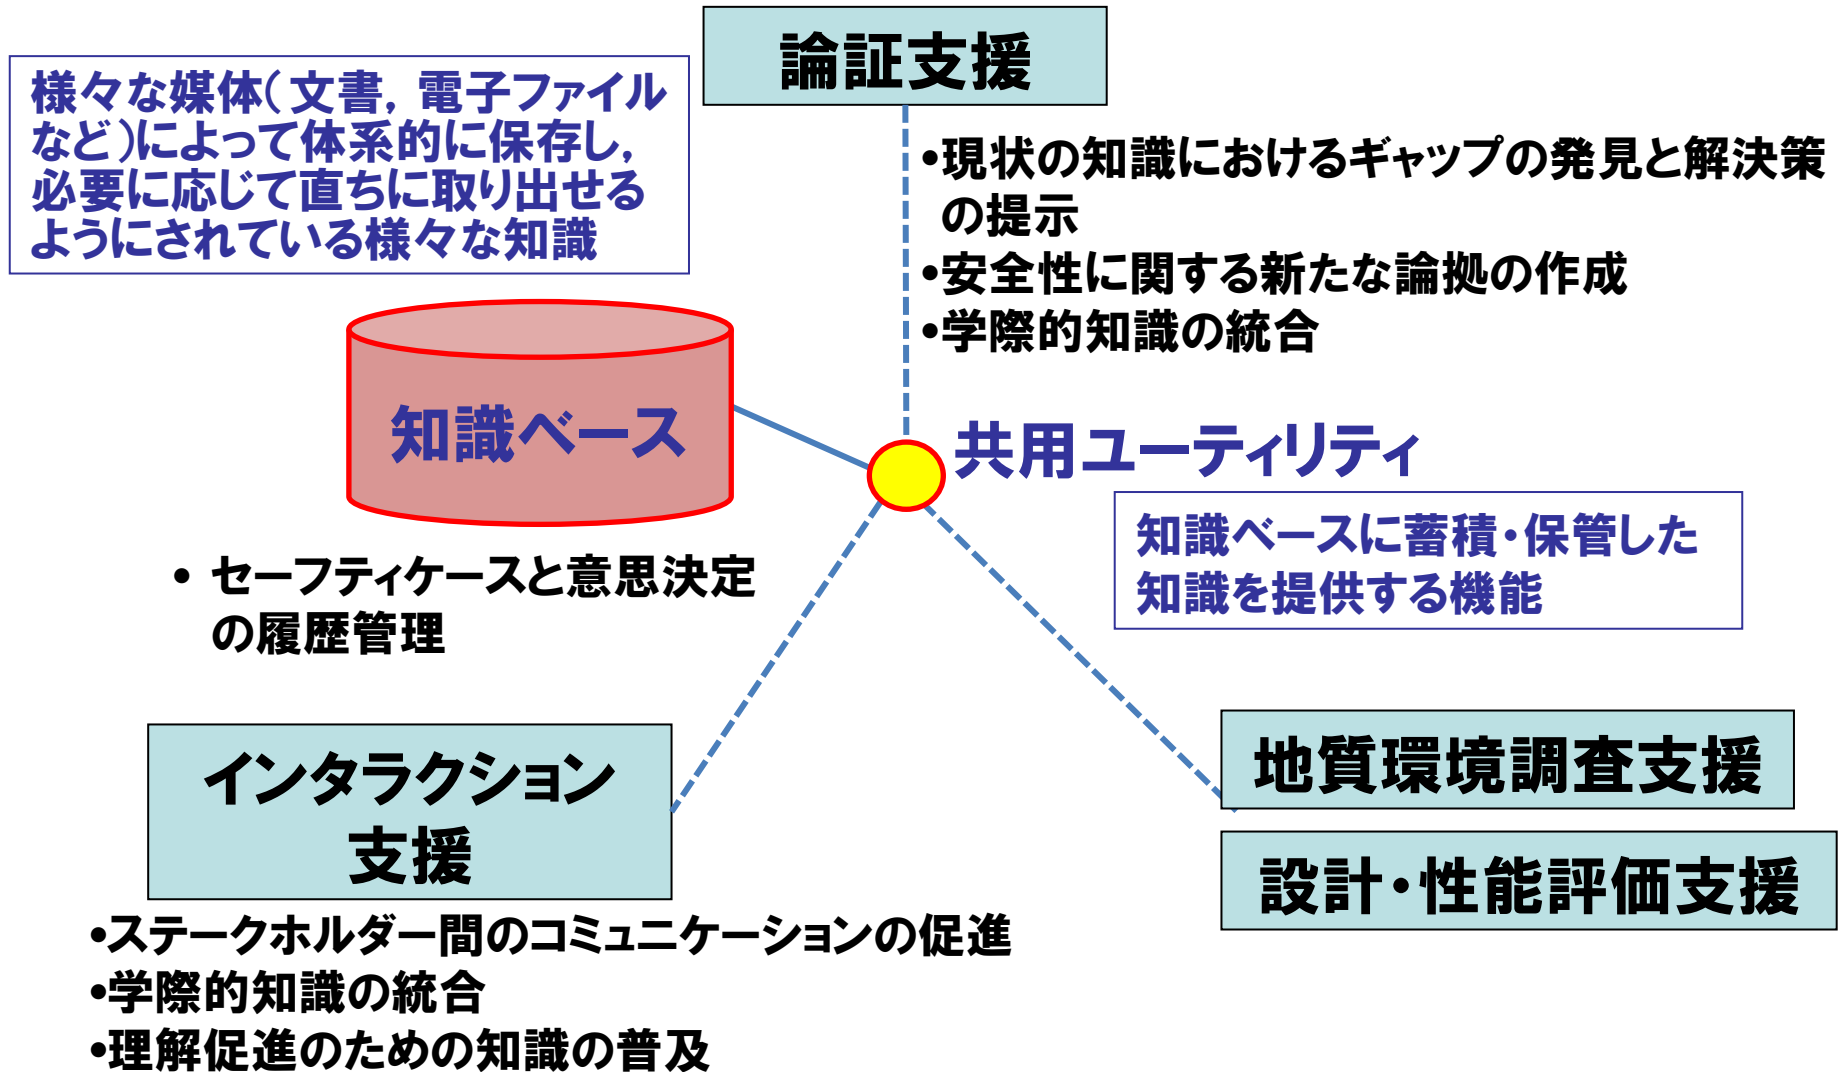 論証支援
様々な媒体(文書，電子ファイル
など)によって体系的に保存し，
必要に応じて直ちに取り出せる
ようにされている様々な知識
•現状の知識におけるギャップの発見と解決策
の提示
•安全性に関する新たな論拠の作成
•学際的知識の統合
知識ベース
共用ユーティリティ
知識ベースに蓄積・保管した
知識を提供する機能
• セーフティケースと意思決定
の履歴管理
インタラクション
支援
地質環境調査支援
設計・性能評価支援
•ステークホルダー間のコミュニケーションの促進
•学際的知識の統合
•理解促進のための知識の普及